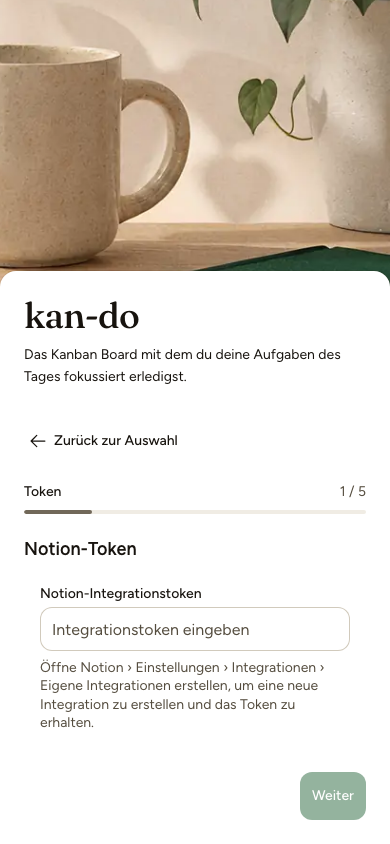 kan-do
Das Kanban Board mit dem du deine Aufgaben des
Tages fokussiert erledigst.
← Zurück zur Auswahl
Token 1 / 5
Notion-Token
Notion-Integrationstoken
Integrationstoken eingeben
Öffne Notion › Einstellungen › Integrationen ›
Eigene Integrationen erstellen, um eine neue
Integration zu erstellen und das Token zu
erhalten.
Weiter